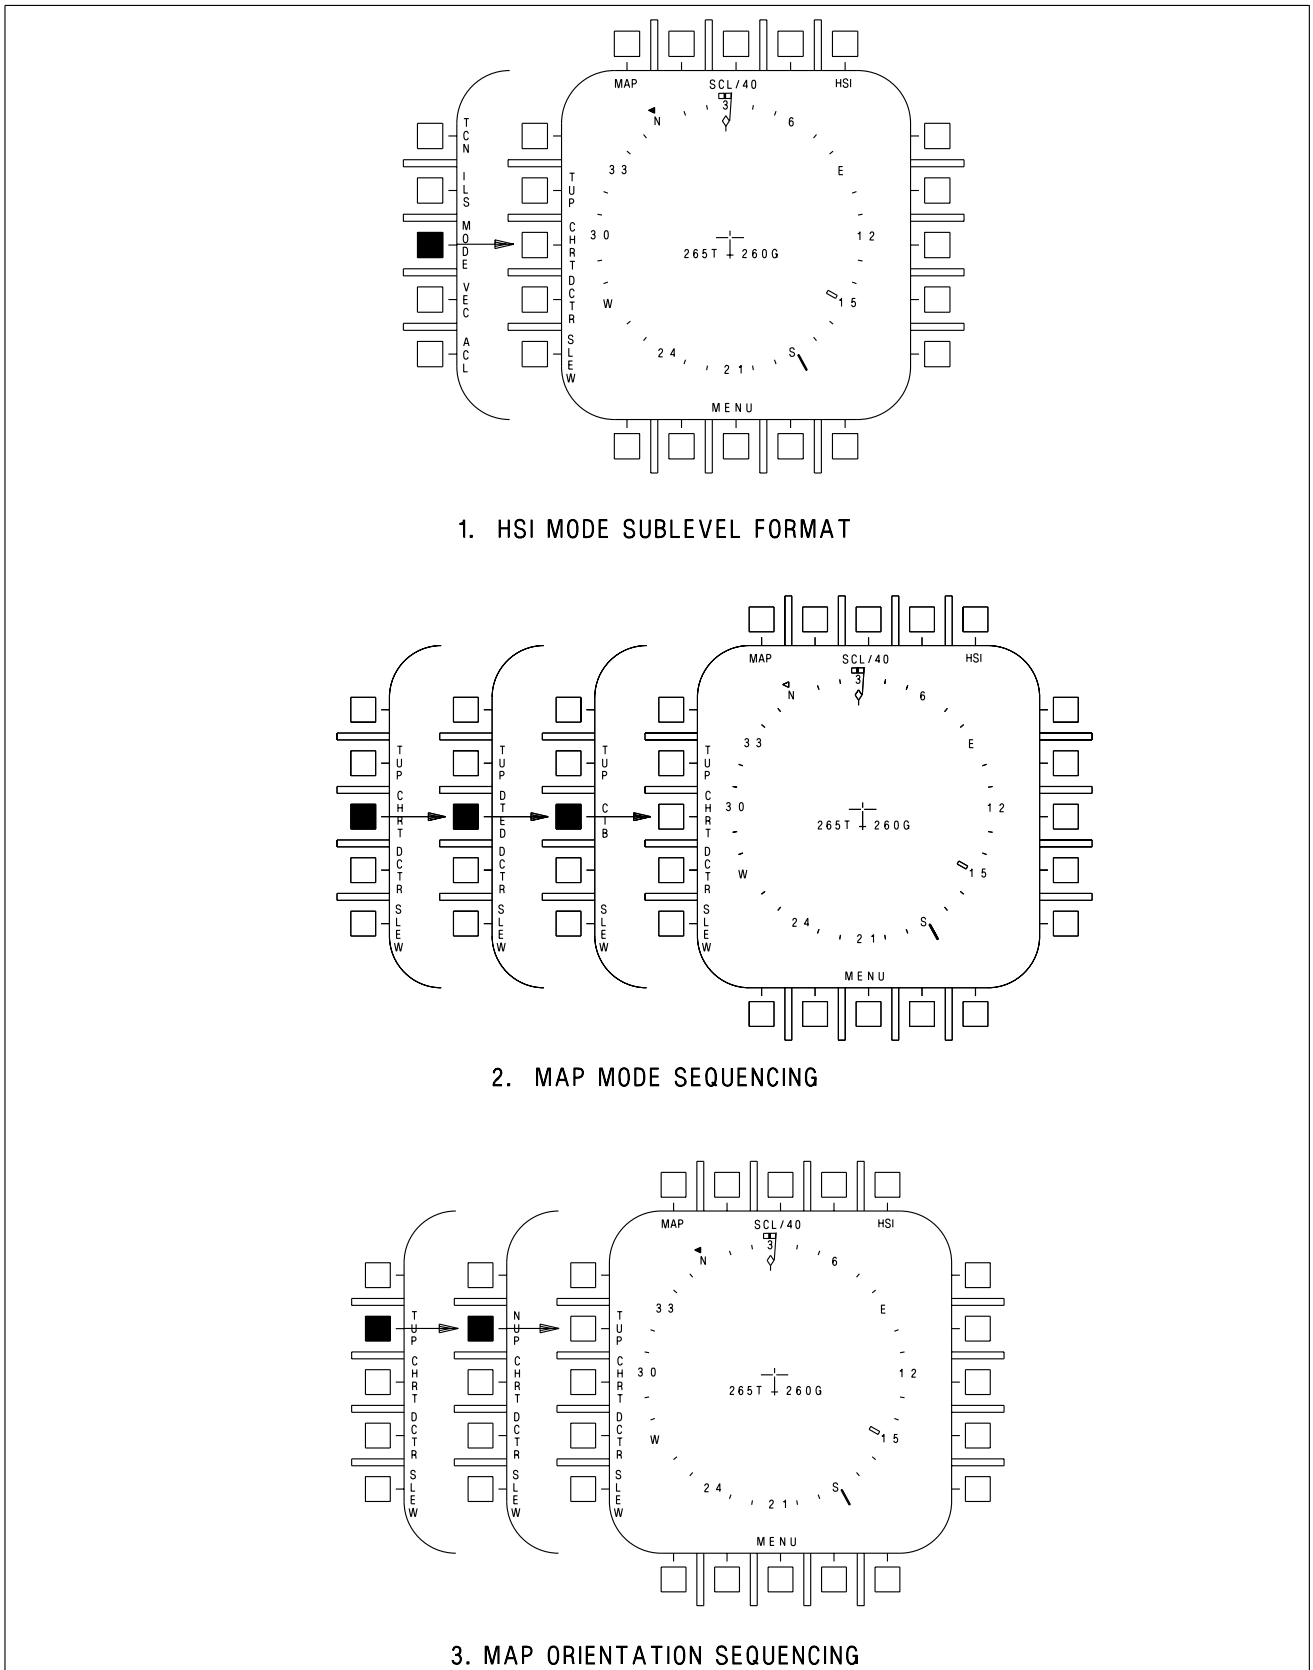 MAP SCL/40 HSI
TCN
ILS
MODE
VEC
ACL
TUP
CHRT
DCTR
SLEW
N 3 6
33 E
30 12
265T 260G
W 15
24 S
21
MENU
1. HSI MODE SUBLEVEL FORMAT
MAP SCL/40 HSI
TUP
CHRT
DCTR
SLEW
TUP
DTED
DCTR
SLEW
TUP
CTB
SLEW
TUP
CHRT
DCTR
SLEW
N 3 6
33 E
30 12
265T 260G
W 15
24 S
21
MENU
2. MAP MODE SEQUENCING
MAP SCL/40 HSI
TUP
CHRT
DCTR
SLEW
NUP
CHRT
DCTR
SLEW
TUP
CHRT
DCTR
SLEW
N 3 6
33 E
30 12
265T 260G
W 15
24 S
21
MENU
3. MAP ORIENTATION SEQUENCING